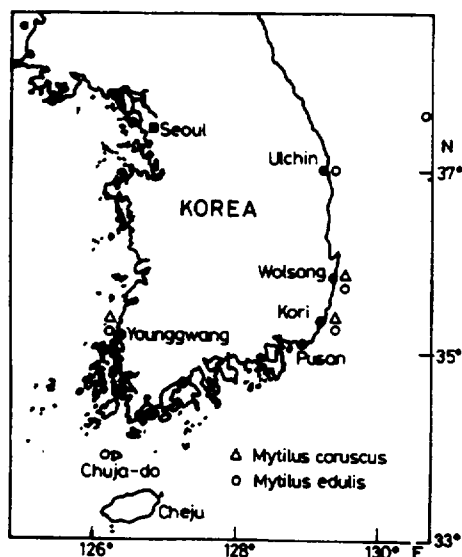 Seoul
Ulchin
N
37°
KOREA
Wolsong
Kori
Younggwang
Pusan
35°
△ Mytilus coruscus
○ Mytilus edulis
Chuja-do
Cheju
126° 128° 130° E 33°